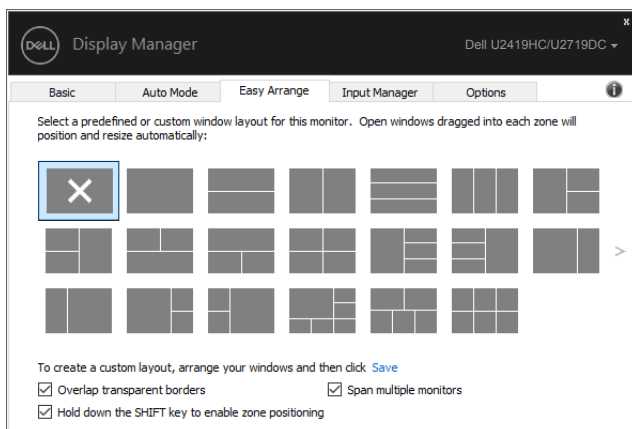 x
DELL Display Manager Dell U2419HC/U2719DC
Basic Auto Mode Easy Arrange Input Manager Options i
Select a predefined or custom window layout for this monitor. Open windows dragged into each zone will
position and resize automatically:
>
To create a custom layout, arrange your windows and then click Save
Overlap transparent borders Span multiple monitors
Hold down the SHIFT key to enable zone positioning